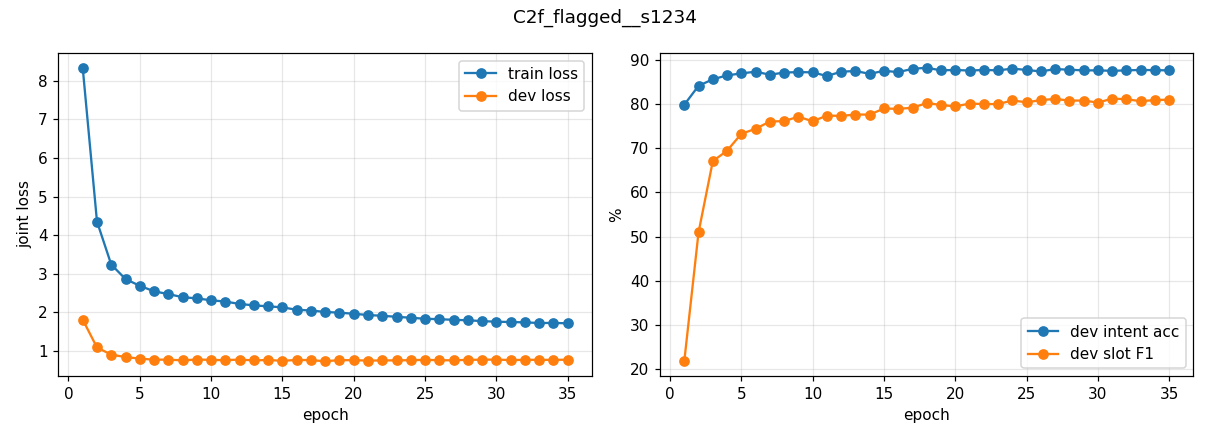 C2f_flagged__s1234
joint loss
8
7
6
5
4
3
2
1
0 5 10 15 20 25 30 35
epoch
train loss
dev loss
%
90
80
70
60
50
40
30
20
0 5 10 15 20 25 30 35
epoch
dev intent acc
dev slot F1